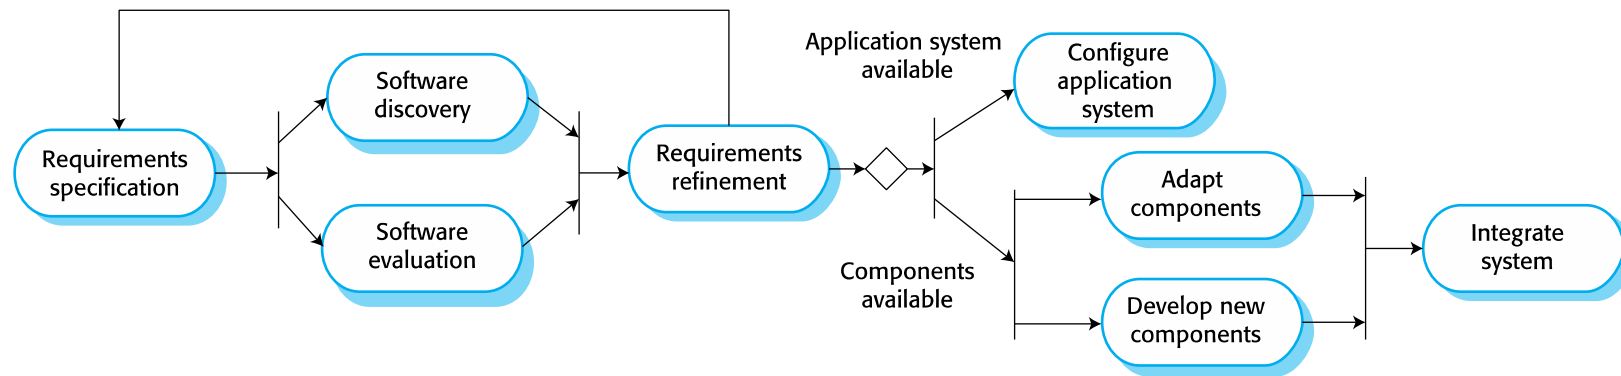 Requirements
specification
Software
discovery
Software
evaluation
Requirements
refinement
Application system
available
Configure
application
system
Components
available
Adapt
components
Develop new
components
Integrate
system